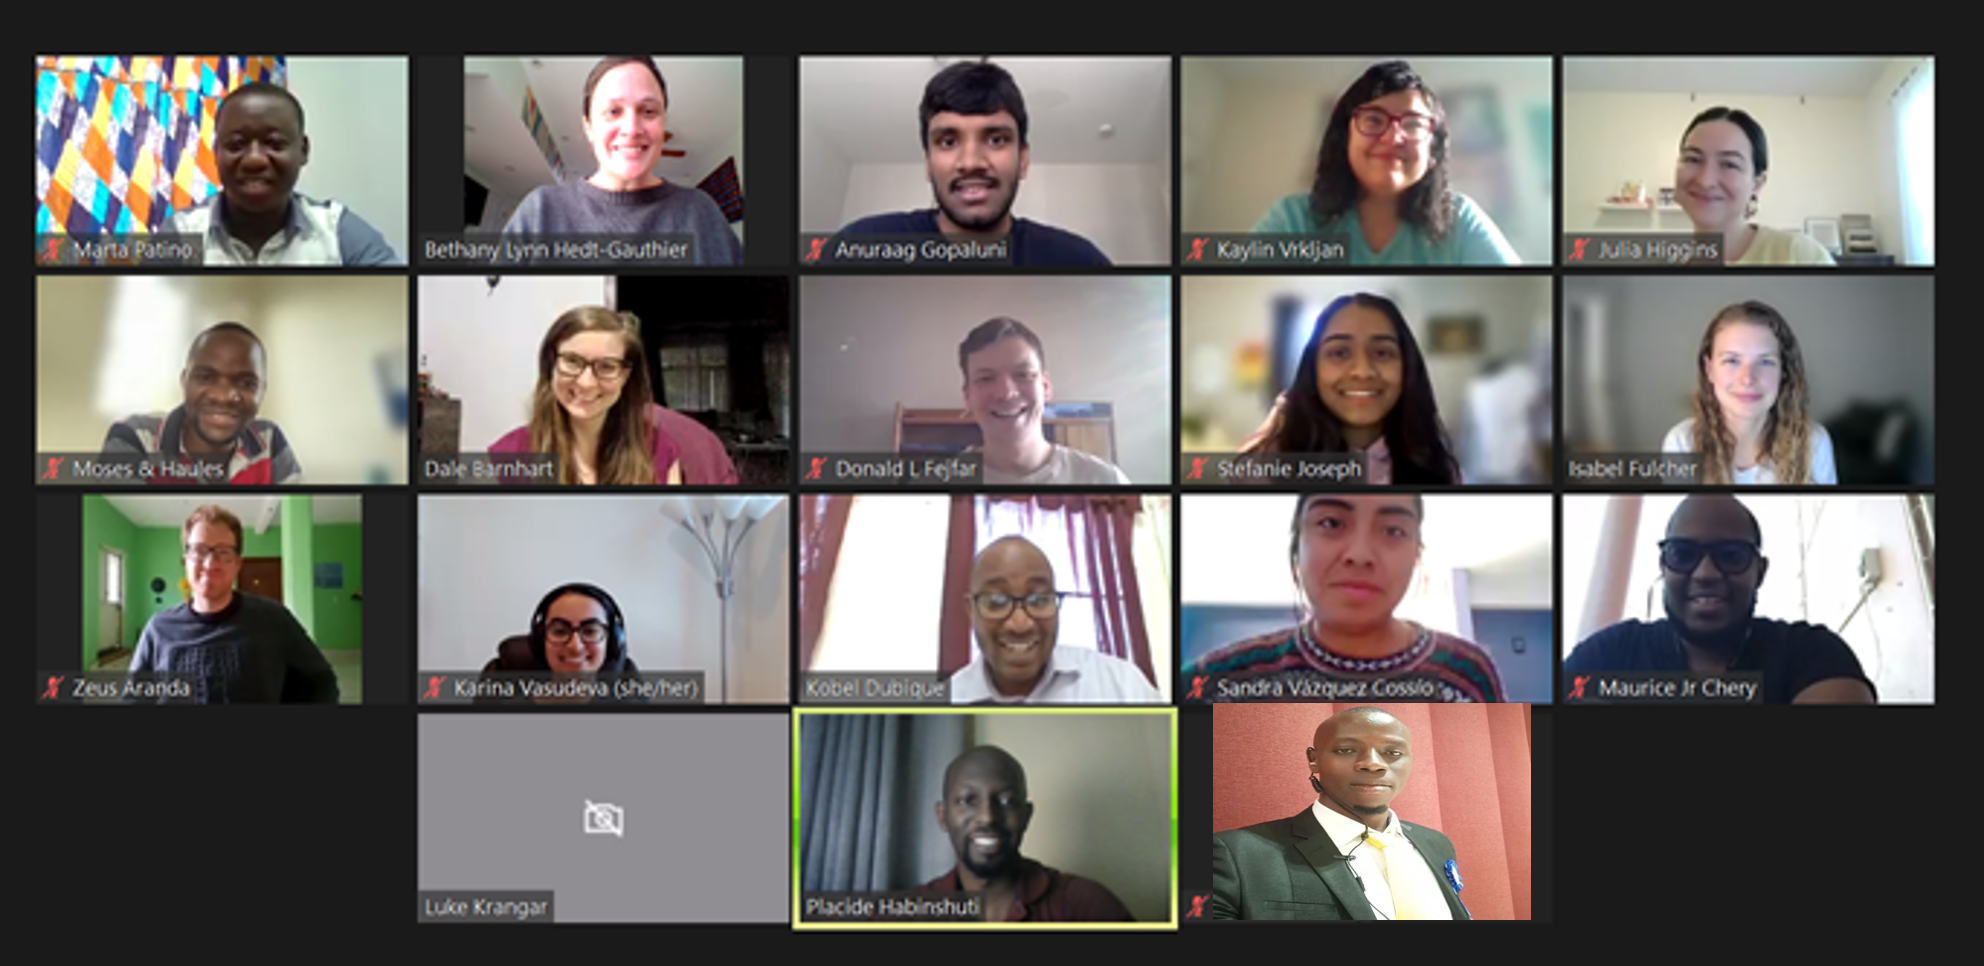 Marta Patino
Bethany Lynn Hedt-Gauthier
Anuraag Gopaluni
Kaylin Vrkljan
Julia Higgins
Moses & Haules
Dale Barnhart
Donald L Fejfar
Stefanie Joseph
Isabel Fulcher
Zeus Aranda
Karina Vasudeva (she/her)
Kobel Dubique
Sandra Vázquez Cossío
Maurice Jr Chery
Luke Krangar
Placide Habinshuti